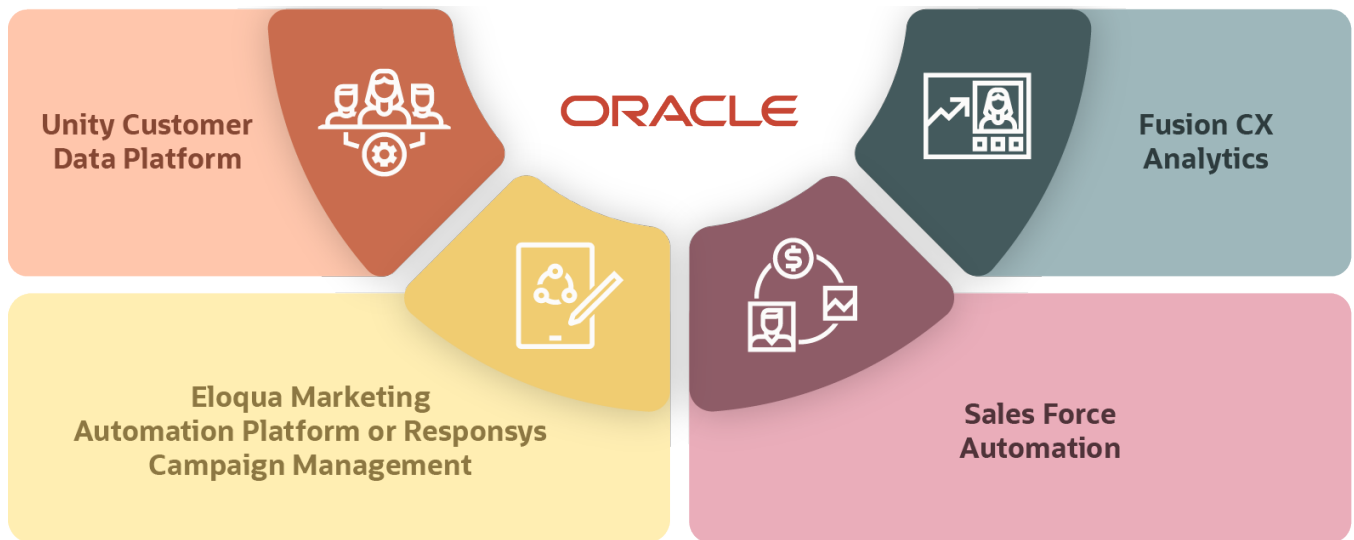 ORACLE
Unity Customer
Data Platform
Fusion CX
Analytics
Eloqua Marketing
Automation Platform or Responsys
Campaign Management
Sales Force
Automation
$